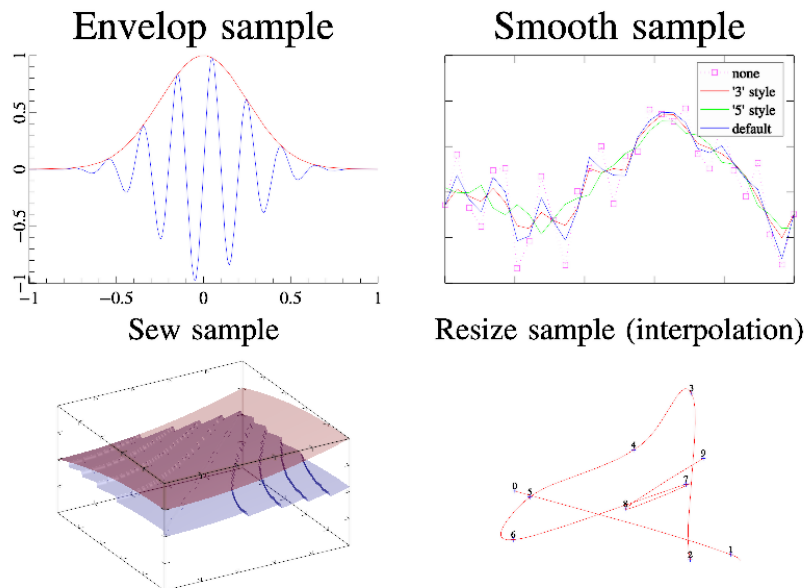 Envelop sample
1
0.5
0
−0.5
−1
−1
−0.5
0
0.5
1
Smooth sample
none
'3' style
'5' style
default
Sew sample
Resize sample (interpolation)
3
4
9
7
0
5
8
6
1
2